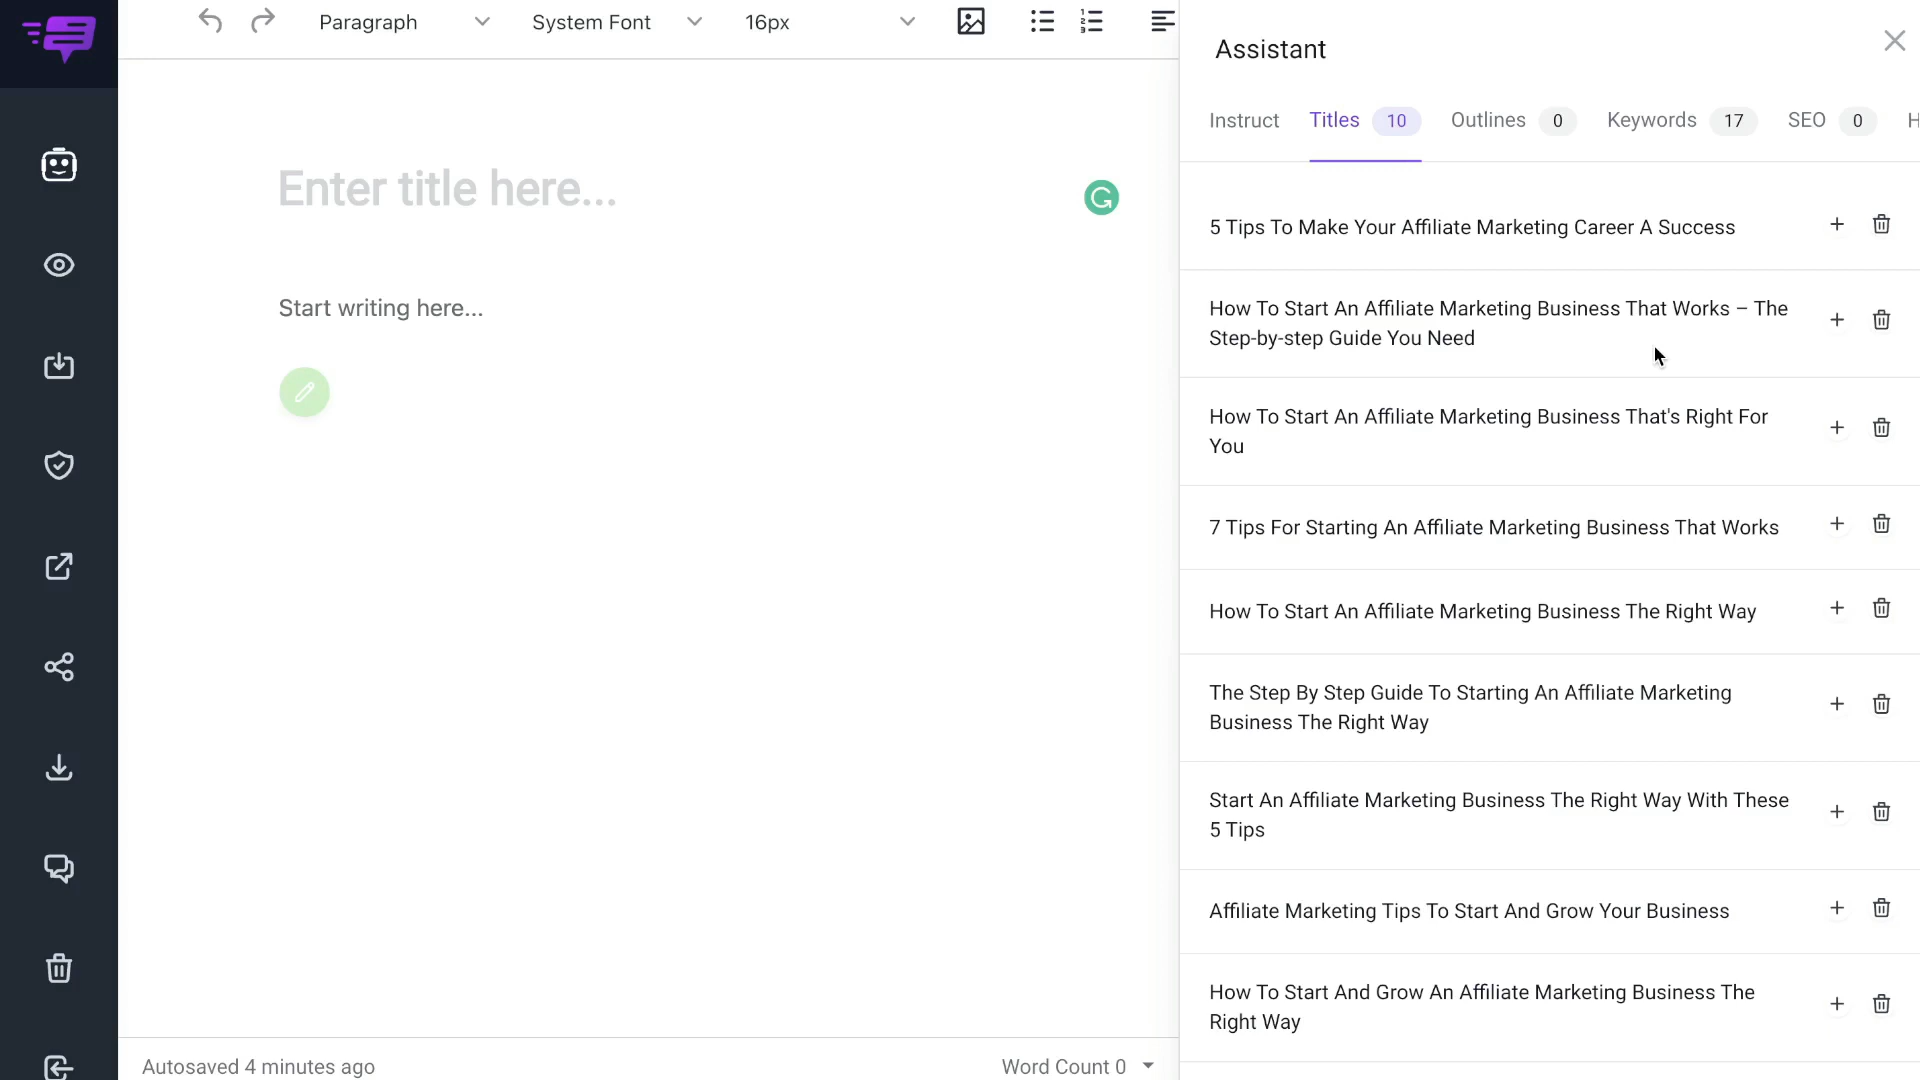 Paragraph
System Font
16px
Assistant
Instruct
Titles 10
Outlines 0
Keywords 17
SEO 0
H
Enter title here...
Start writing here...
5 Tips To Make Your Affiliate Marketing Career A Success
How To Start An Affiliate Marketing Business That Works – The
Step-by-step Guide You Need
How To Start An Affiliate Marketing Business That's Right For
You
7 Tips For Starting An Affiliate Marketing Business That Works
How To Start An Affiliate Marketing Business The Right Way
The Step By Step Guide To Starting An Affiliate Marketing
Business The Right Way
Start An Affiliate Marketing Business The Right Way With These
5 Tips
Affiliate Marketing Tips To Start And Grow Your Business
How To Start And Grow An Affiliate Marketing Business The
Right Way
Autosaved 4 minutes ago
Word Count 0